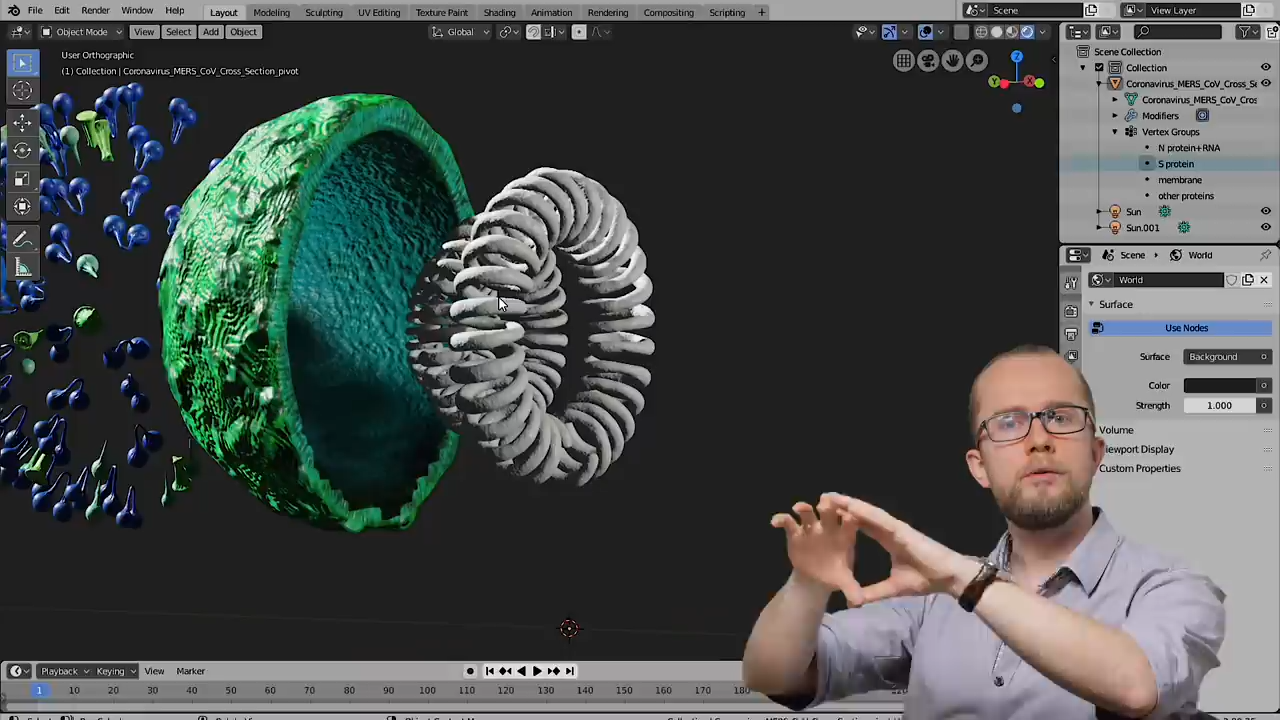 File Edit Render Window Help Layout Modeling Sculpting UV Editing Texture Paint Shading Animation Rendering Compositing Scripting + Scene View Layer
Object Mode View Select Add Object Global
User Orthographic
(1) Collection | Coronavirus_MERS_CoV_Cross_Section_pivot
Y
Z
X
Scene Collection
Collection
Coronavirus_MERS_CoV_Cross_Se
Coronavirus_MERS_CoV_Cros
Modifiers
Vertex Groups
N protein+RNA
S protein
membrane
other proteins
Sun
Sun.001
Scene World
World
Surface
Use Nodes
Surface Background
Color
Strength 1.000
Volume
iewport Display
Custom Properties
Playback Keying View Marker
1 10 20 30 40 50 60 70 80 90 100 110 120 130 140 150 160 170 180